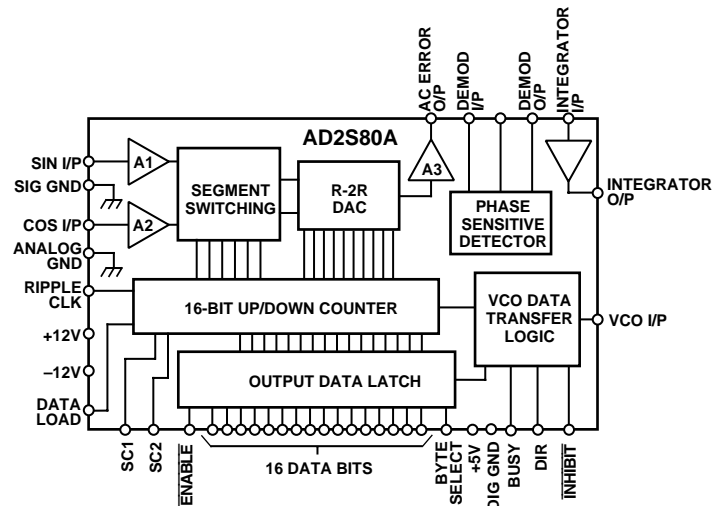 AC ERROR
O/P
DEMOD
I/P
DEMOD
O/P
INTEGRATOR
I/P
AD2S80A
SIN I/P
A1
SIG GND
SEGMENT
SWITCHING
R-2R
DAC
A3
INTEGRATOR
O/P
COS I/P
A2
PHASE
SENSITIVE
DETECTOR
ANALOG
GND
RIPPLE
CLK
16-BIT UP/DOWN COUNTER
VCO DATA
TRANSFER
LOGIC
VCO I/P
+12V
–12V
OUTPUT DATA LATCH
DATA
LOAD
SC1
SC2
ENABLE
16 DATA BITS
BYTE
SELECT
+5V
DIG GND
BUSY
DIR
INHIBIT